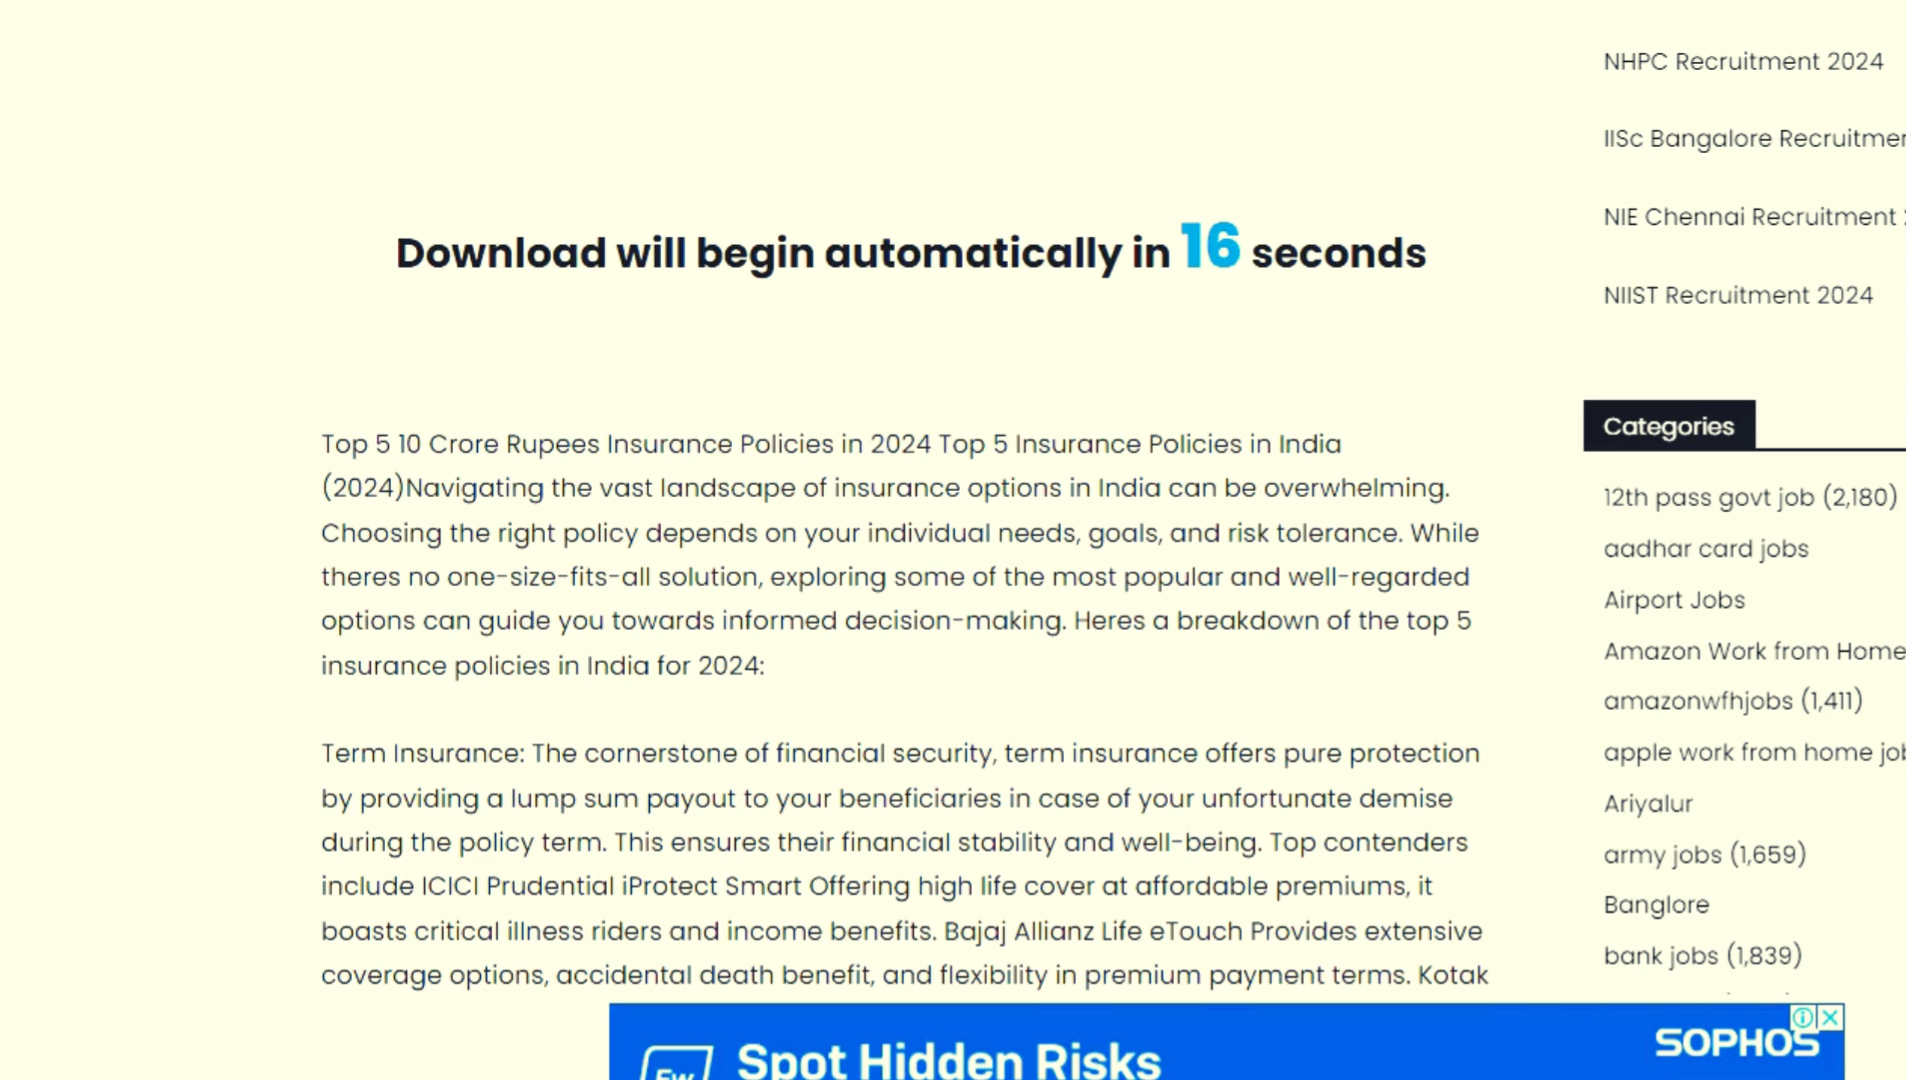 NHPC Recruitment 2024
IISc Bangalore
NIE Chennai Recruitment
NIIST Recruitment 2024
Download will begin automatically in 16 seconds
Top 5 10 Crore Rupees Insurance Policies in 2024 Top 5 Insurance Policies in India
(2024)Navigating the vast landscape of insurance options in India can be overwhelming.
Choosing the right policy depends on your individual needs, goals, and risk tolerance. While
theres no one-size-fits-all solution, exploring some of the most popular and well-regarded
options can guide you towards informed decision-making. Heres a breakdown of the top 5
insurance policies in India for 2024:
Term Insurance: The cornerstone of financial security, term insurance offers pure protection
by providing a lump sum payout to your beneficiaries in case of your unfortunate demise
during the policy term. This ensures their financial stability and well-being. Top contenders
include ICICI Prudential iProtect Smart Offering high life cover at affordable premiums, it
boasts critical illness riders and income benefits. Bajaj Allianz Life eTouch Provides extensive
coverage options, accidental death benefit, and flexibility in premium payment terms. Kotak
Categories
12th pass govt job (2,180)
aadhar card jobs
Airport Jobs
Amazon Work from Home
amazonwfhjobs (1,411)
apple work from home
Ariyalur
army jobs (1,659)
Banglore
bank jobs (1,839)
Spot Hidden Risks
SOPHOS